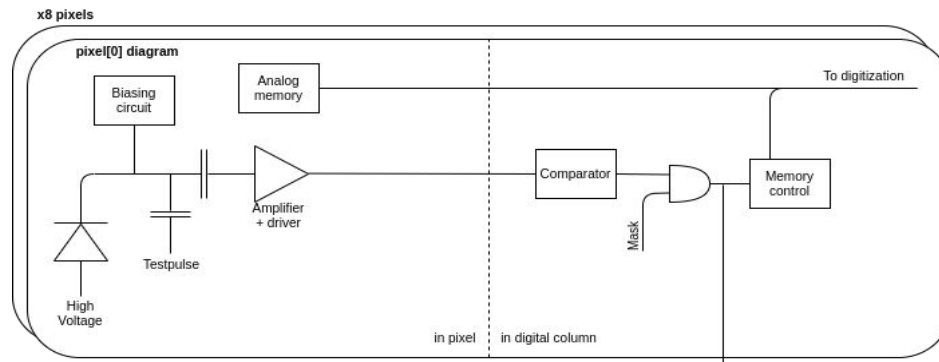 x8 pixels
pixel[0] diagram
Biasing
circuit
Analog
memory
To digitization
Comparator
Memory
control
Amplifier
+ driver
Mask
Testpulse
High
Voltage
in pixel
in digital column